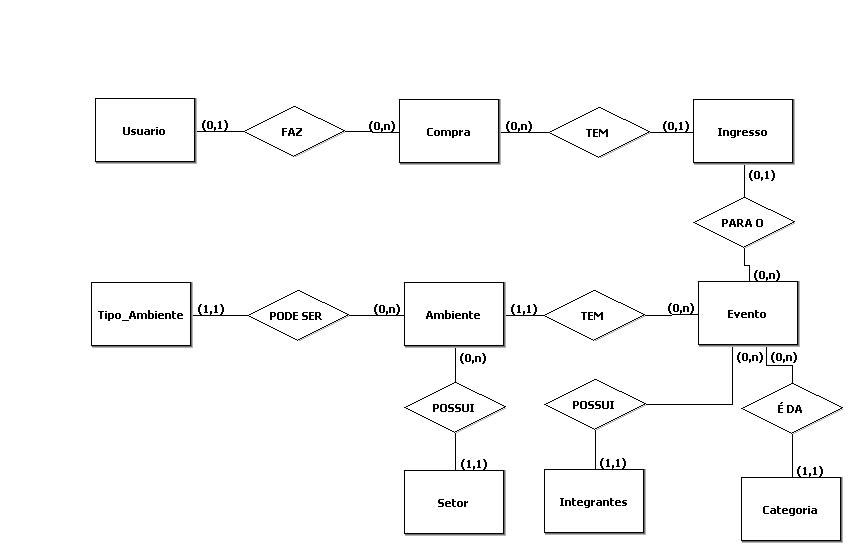 Usuario
(0,1)
FAZ
(0,n)
Compra
(0,n)
TEM
(0,1)
Ingresso
(0,1)
PARA O
(0,n)
Tipo_Ambiente
(1,1)
PODE SER
(0,n)
Ambiente
(1,1)
TEM
(0,n)
Evento
(0,n)
(0,n)
(0,n)
POSSUI
POSSUI
É DA
(1,1)
(1,1)
(1,1)
Setor
Integrantes
Categoria